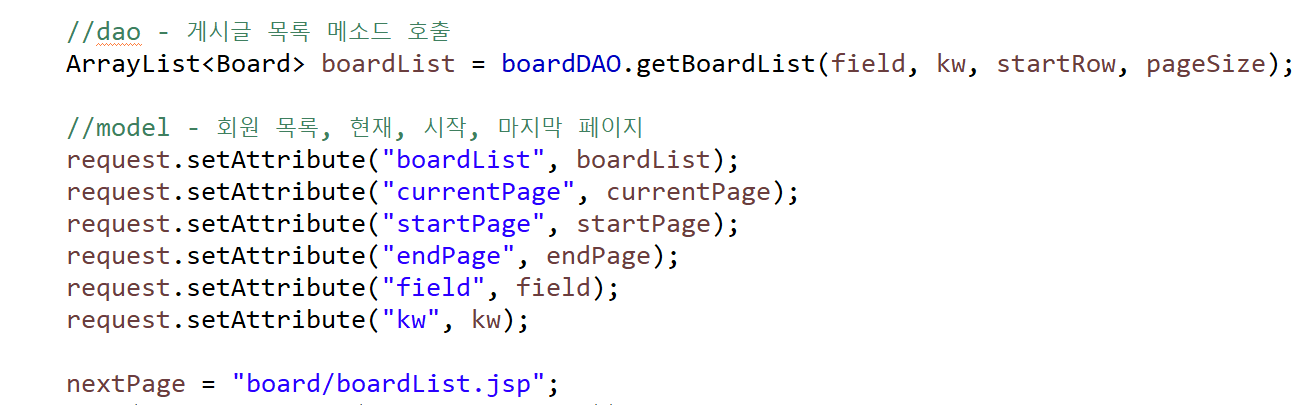 //dao - 게시글 목록 메소드 호출
ArrayList<Board> boardList = boardDAO.getBoardList(field, kw, startRow, pageSize);
//model - 회원 목록, 현재, 시작, 마지막 페이지
request.setAttribute("boardList", boardList);
request.setAttribute("currentPage", currentPage);
request.setAttribute("startPage", startPage);
request.setAttribute("endPage", endPage);
request.setAttribute("field", field);
request.setAttribute("kw", kw);
nextPage = "board/boardList.jsp";